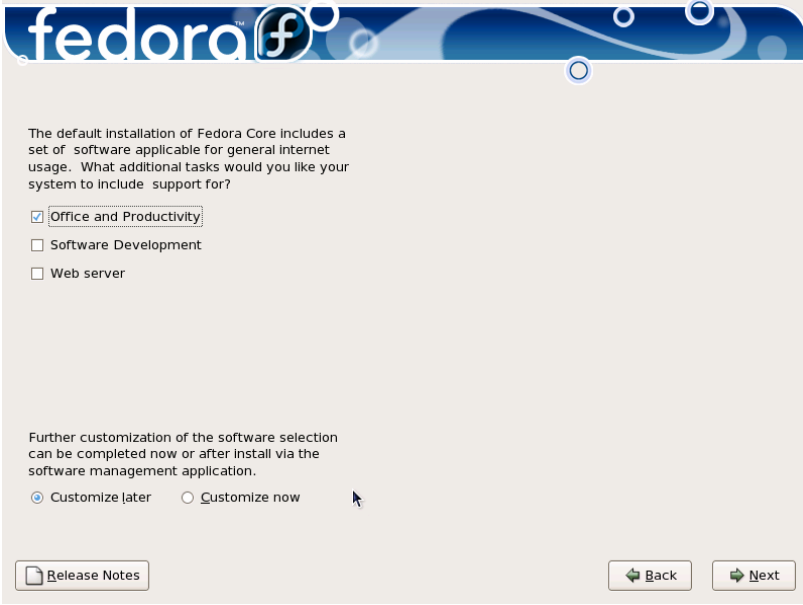 fedora™
The default installation of Fedora Core includes a
set of  software applicable for general internet
usage.  What additional tasks would you like your
system to include  support for?
Office and Productivity
Software Development
Web server
Further customization of the software selection
can be completed now or after install via the
software management application.
Customize later Customize now
Release Notes Back Next